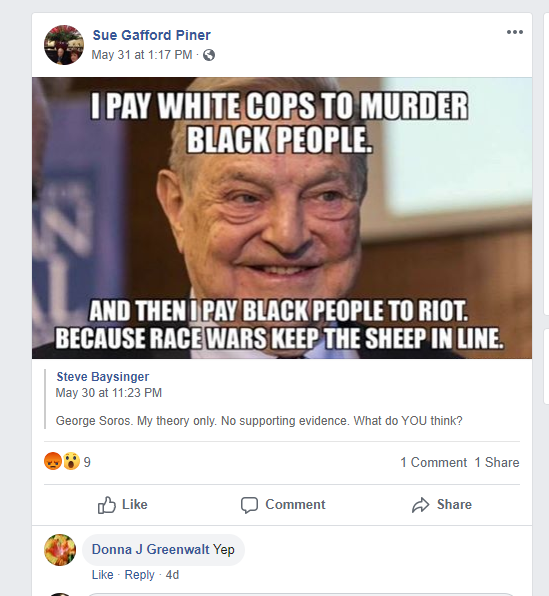 Sue Gafford Piner
May 31 at 1:17 PM ·
I PAY WHITE COPS TO MURDER
BLACK PEOPLE.
AND THEN I PAY BLACK PEOPLE TO RIOT.
BECAUSE RACE WARS KEEP THE SHEEP IN LINE.
Steve Baysinger
May 30 at 11:23 PM
George Soros. My theory only. No supporting evidence. What do YOU think?
9
1 Comment 1 Share
Like Comment Share
Donna J Greenwalt Yep
Like · Reply · 4d